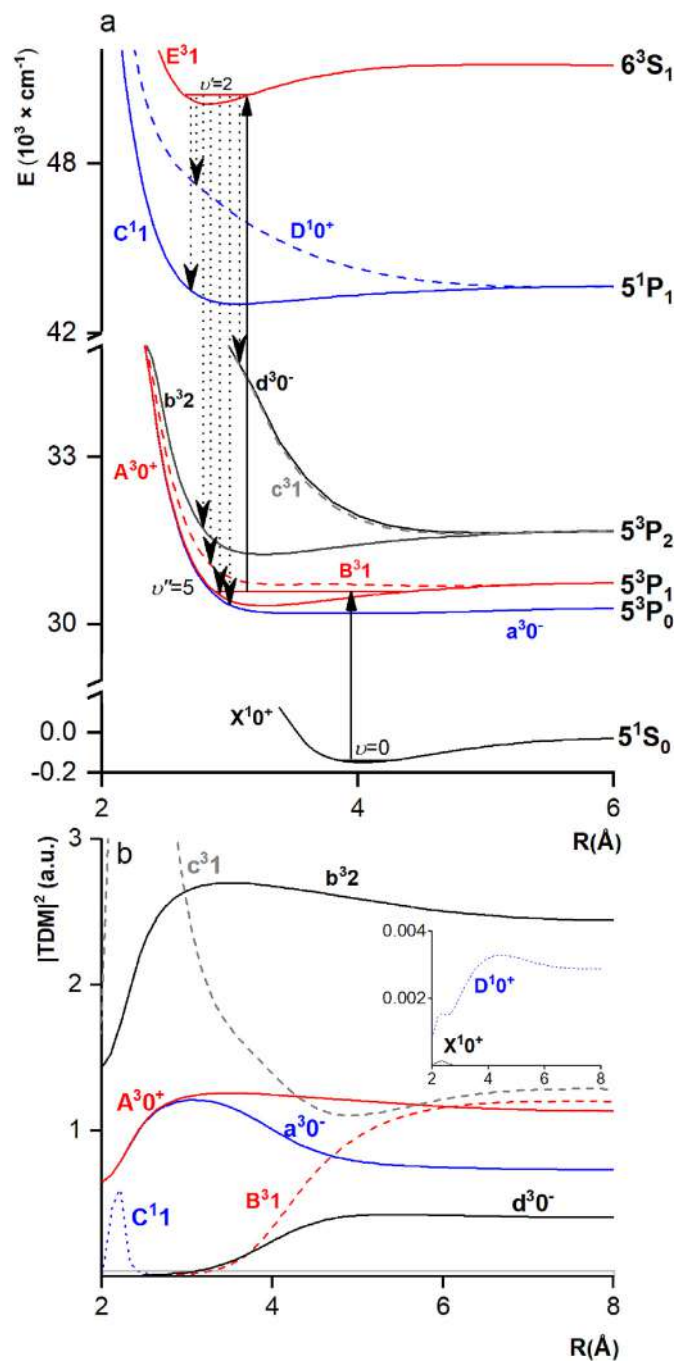 a
E³1
6³S₁
υ'=2
E (10³ × cm⁻¹)
48
C¹1
D¹0⁺
5¹P₁
42
b³2
d³0⁻
33
A³0⁺
c³1
5³P₂
υ''=5
B³1
5³P₁
30
5³P₀
a³0⁻
X¹0⁺
0.0
υ=0
5¹S₀
-0.2
2
4
6
R(Å)
3
b
c³1
b³2
|TDM|² (a.u.)
0.004
2
D¹0⁺
0.002
X¹0⁺
2 4 6 8
A³0⁺
a³0⁻
1
B³1
C¹1
d³0⁻
2
4
6
8
R(Å)